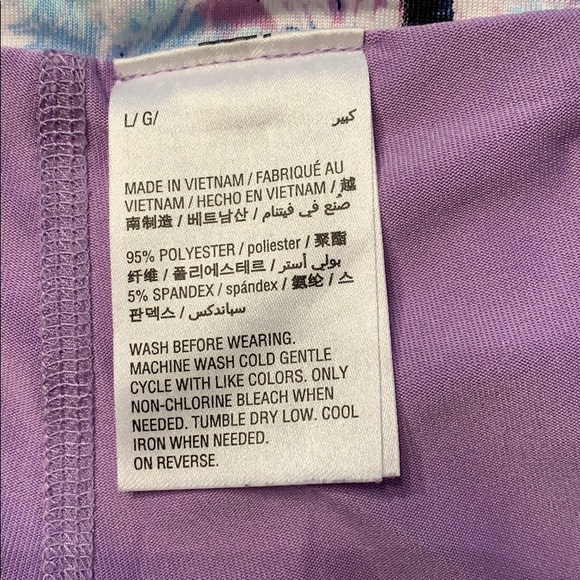 L/ G/ كبير
MADE IN VIETNAM / FABRIQUÉ AU
VIETNAM / HECHO EN VIETNAM / 越
南制造 / 베트남산 / صُنع في فيتنام
95% POLYESTER / poliester / 聚酯
纤维 / 폴리에스테르 / بولي أستر
5% SPANDEX / spándex / 氨纶 / 스
판덱스 / سباندكس
WASH BEFORE WEARING.
MACHINE WASH COLD GENTLE
CYCLE WITH LIKE COLORS. ONLY
NON-CHLORINE BLEACH WHEN
NEEDED. TUMBLE DRY LOW. COOL
IRON WHEN NEEDED.
ON REVERSE.